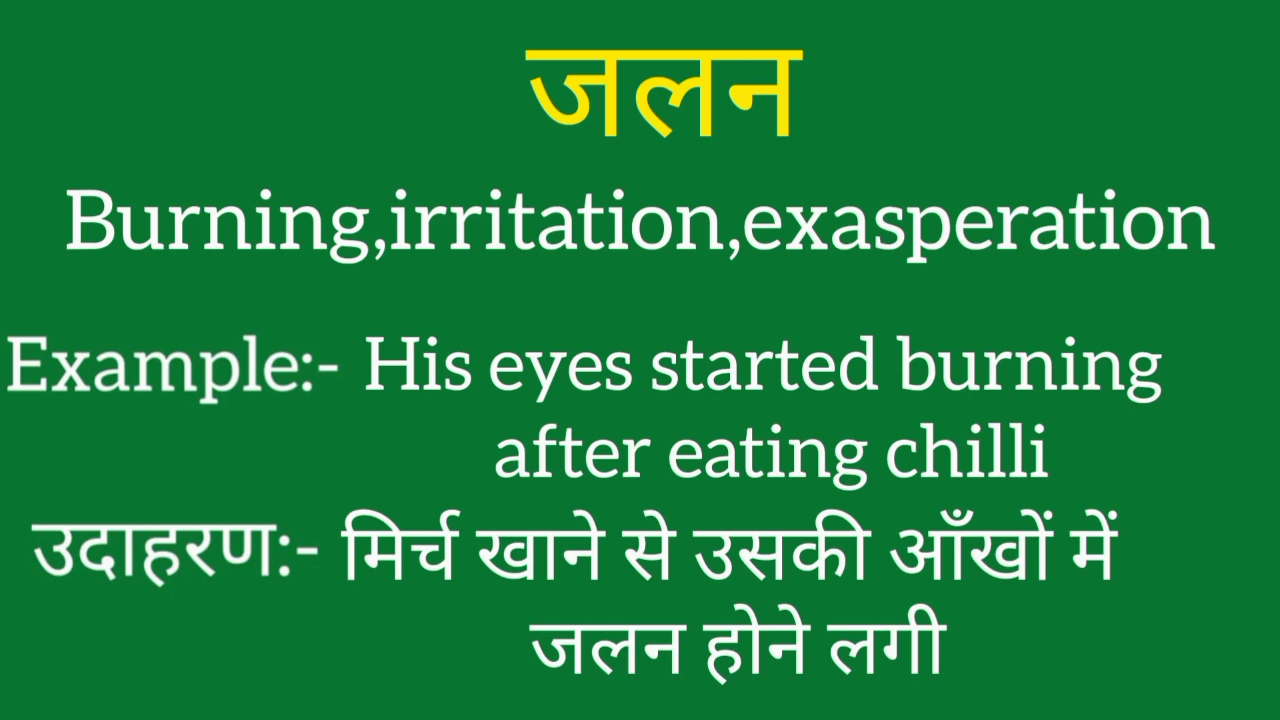 जलन
Burning,irritation,exasperation
Example:- His eyes started burning
after eating chilli
उदाहरण:- मिर्च खाने से उसकी आँखों में
जलन होने लगी